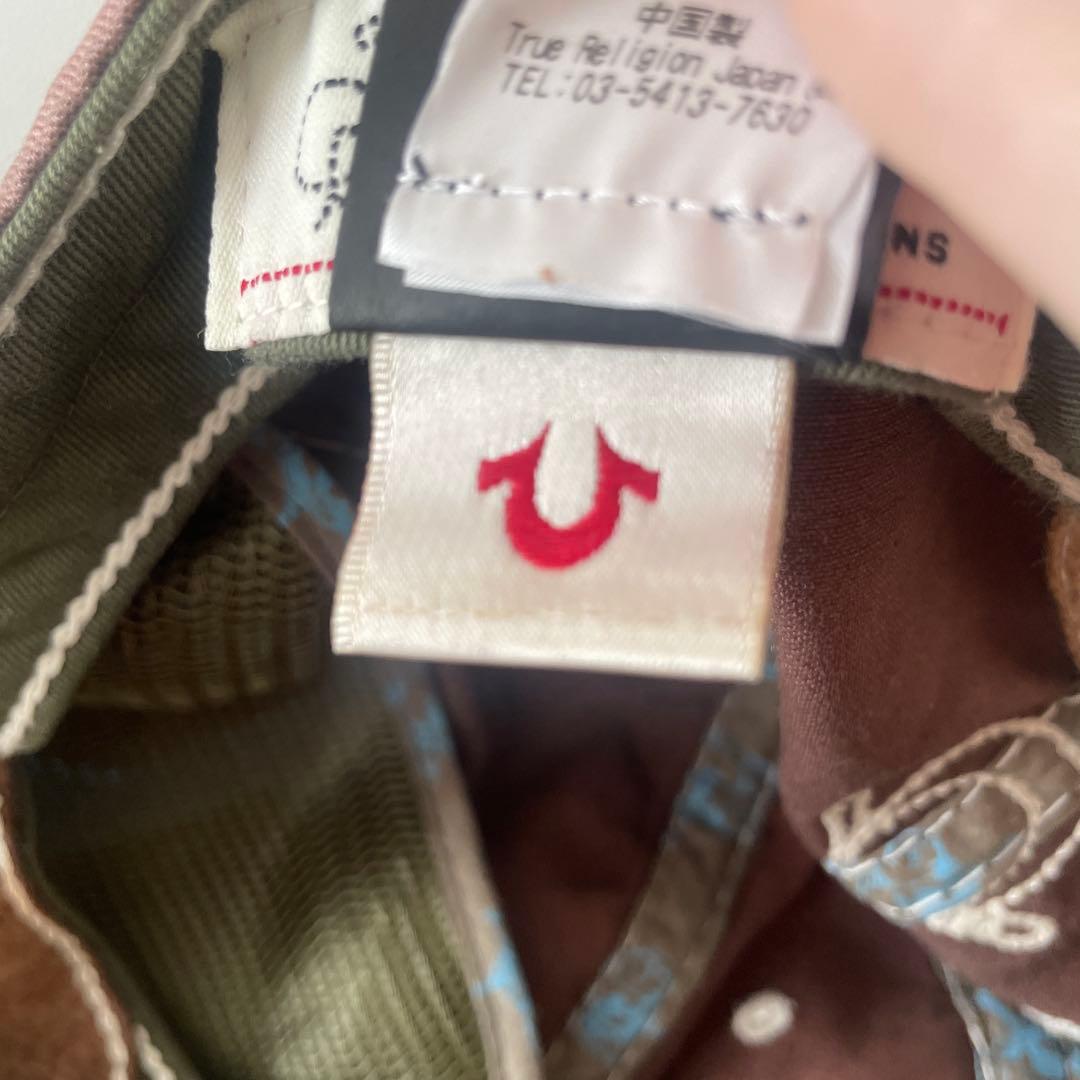 中国製
True Religion Japan
TEL:03-5413-7630
NS